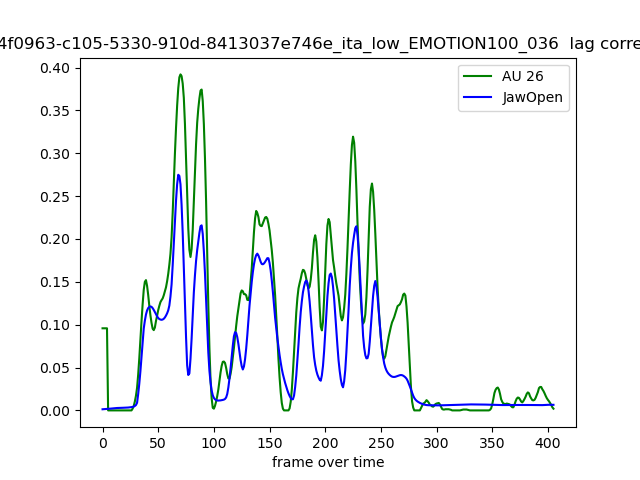 4f0963-c105-5330-910d-8413037e746e_ita_low_EMOTION100_036 lag corre
AU 26
JawOpen
0.40
0.35
0.30
0.25
0.20
0.15
0.10
0.05
0.00
0 50 100 150 200 250 300 350 400
frame over time